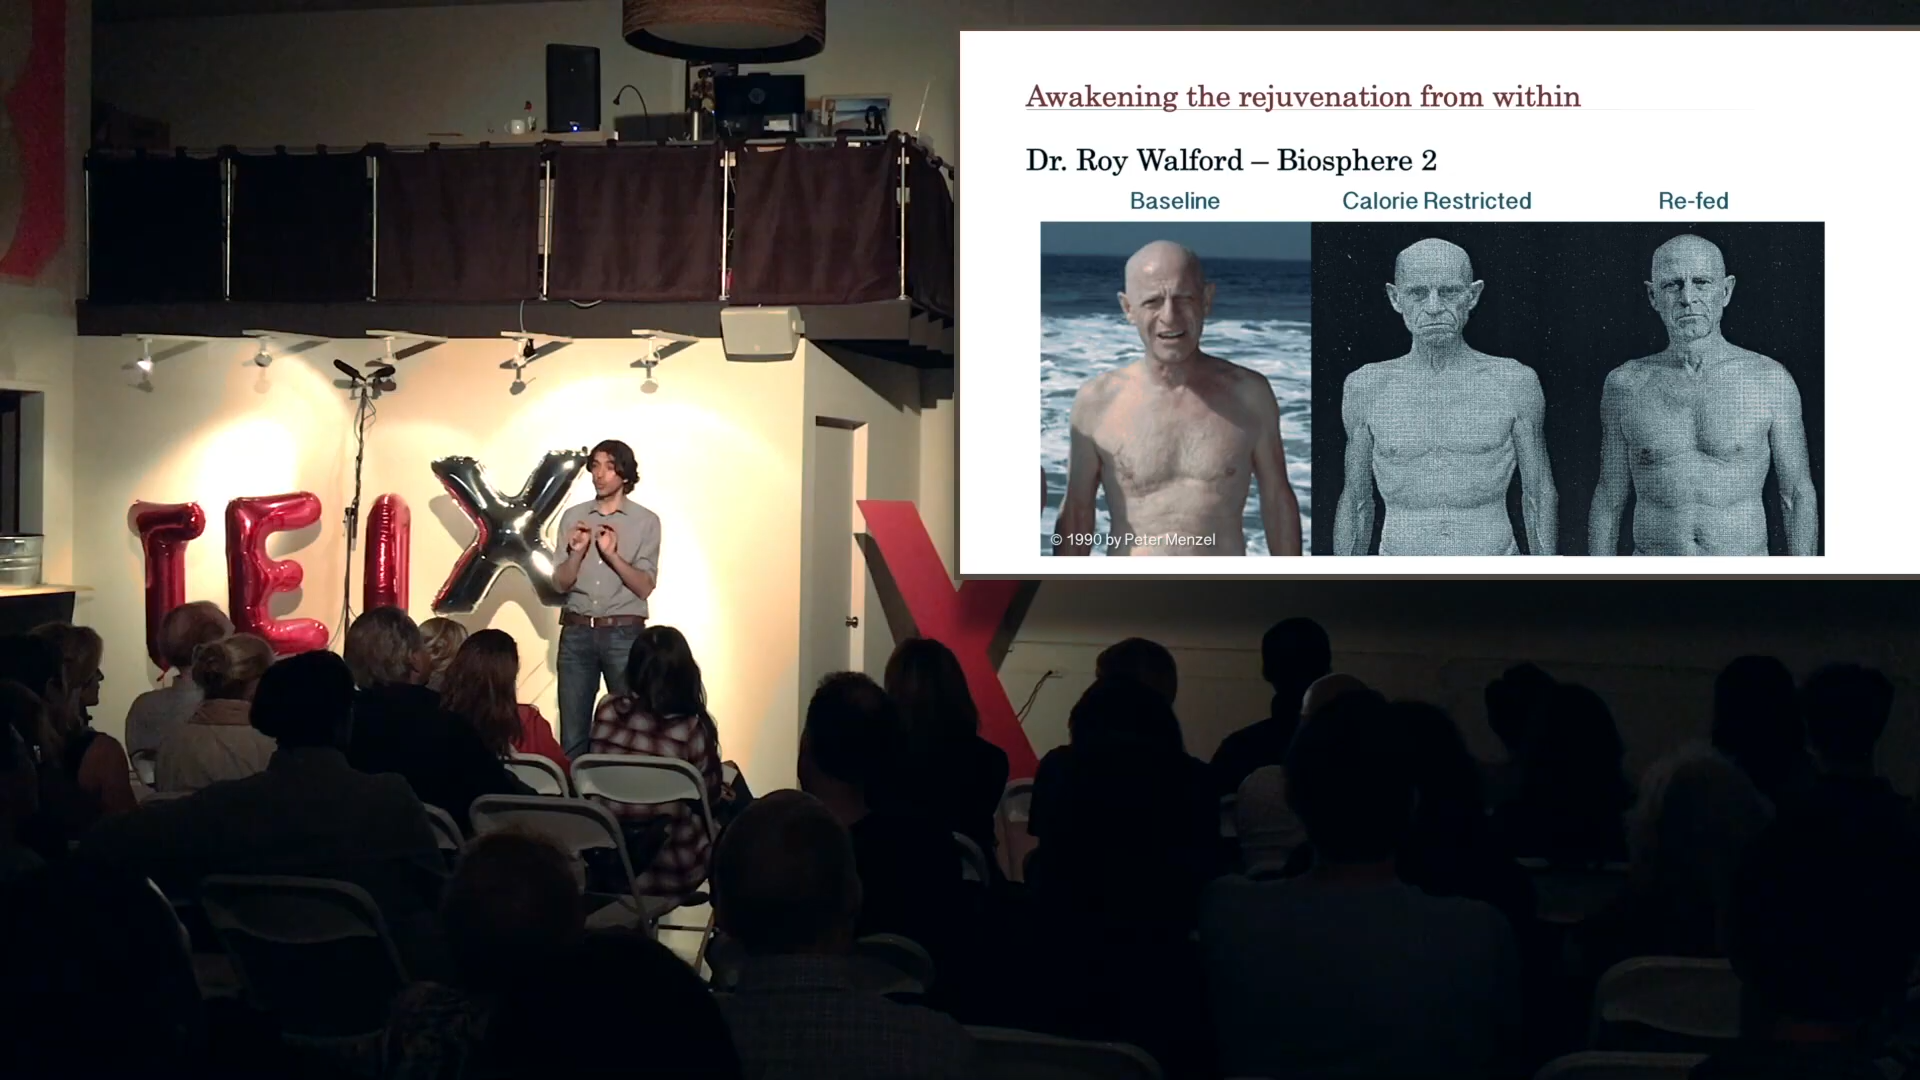 TEDX
X
Awakening the rejuvenation from within
Dr. Roy Walford – Biosphere 2
Baseline
Calorie Restricted
Re-fed
© 1990 by Peter Menzel